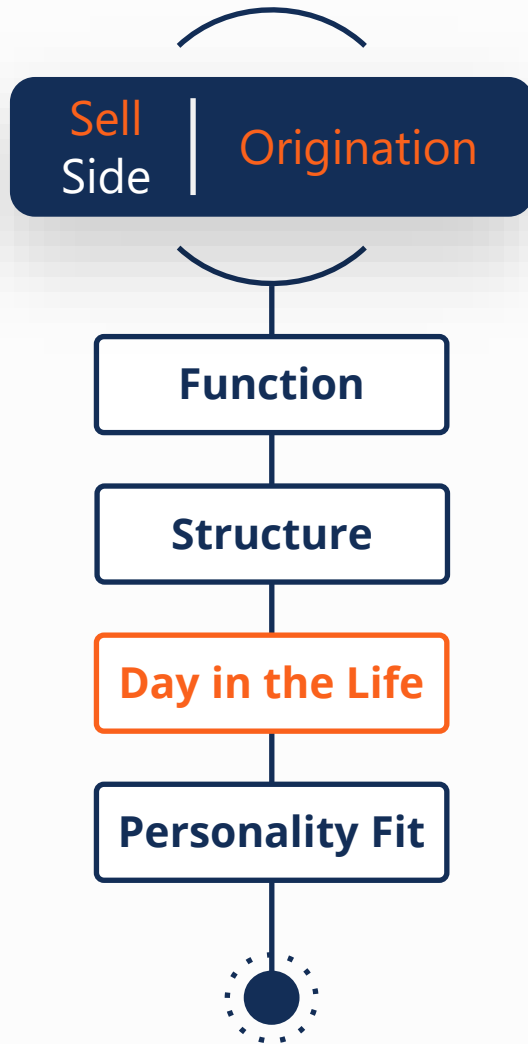 Sell
Side
Origination
Function
Structure
Day in the Life
Personality Fit